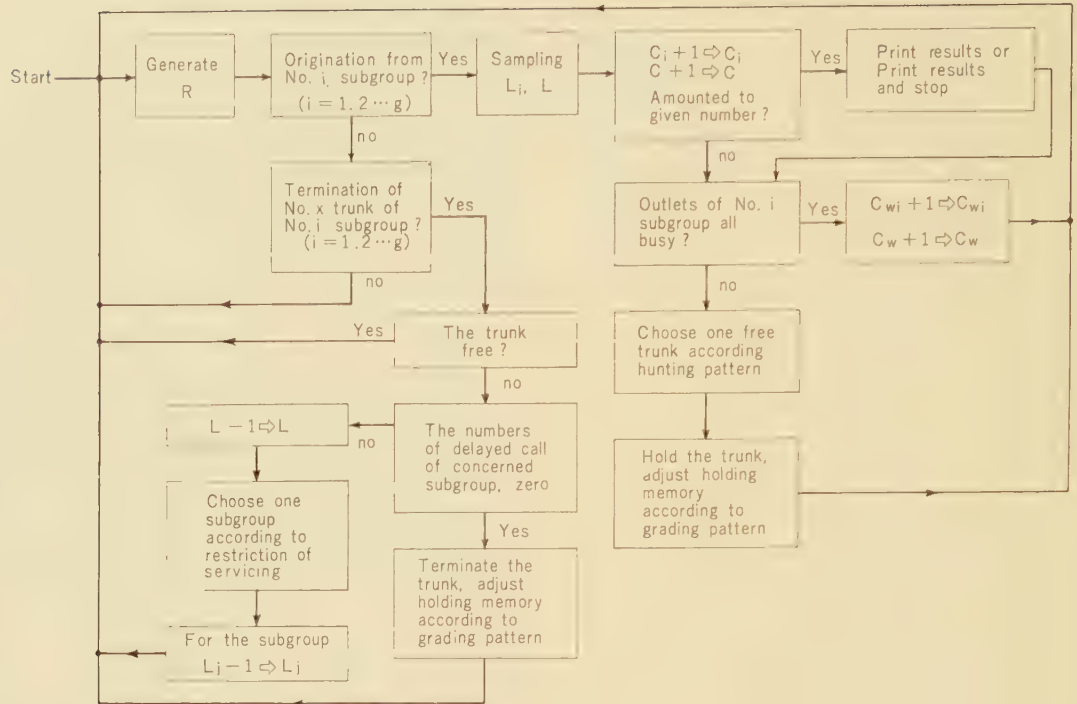 Start
Generate
R
Origination from
No. i subgroup ?
(i = 1. 2 ⋯ g)
Yes
Sampling
Li, L
Ci + 1 ⇨ Ci
C + 1 ⇨ C
Amounted to
given number ?
Yes
Print results or
Print results
and stop
no
no
Termination of
No. x trunk of
No. i subgroup ?
(i = 1. 2 ⋯ g)
Yes
no
Outlets of No. i
subgroup all
busy ?
Yes
Cwi + 1 ⇨ Cwi
Cw + 1 ⇨ Cw
no
Yes
The trunk
free ?
no
Choose one free
trunk according
hunting pattern
L − 1 ⇨ L
no
The numbers
of delayed call
of concerned
subgroup, zero
Yes
Hold the trunk,
adjust holding
memory
according to
grading pattern
Choose one
subgroup
according to
restriction of
servicing
Terminate the
trunk, adjust
holding memory
according to
grading pattern
For the subgroup
Lj − 1 ⇨ Lj